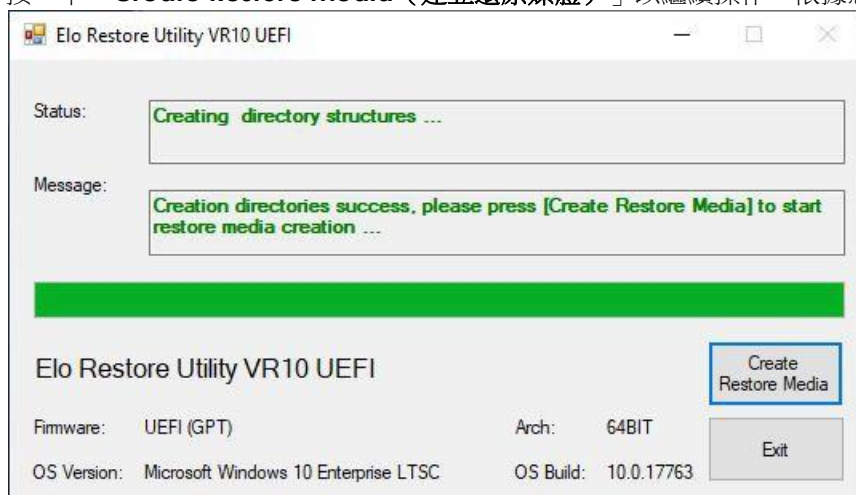 Elo Restore Utility VR10 UEFI
Status:
Creating directory structures ...
Message:
Creation directories success, please press [Create Restore Media] to start
restore media creation ...
Elo Restore Utility VR10 UEFI
Create
Restore Media
Firmware: UEFI (GPT) Arch: 64BIT
Exit
OS Version: Microsoft Windows 10 Enterprise LTSC OS Build: 10.0.17763